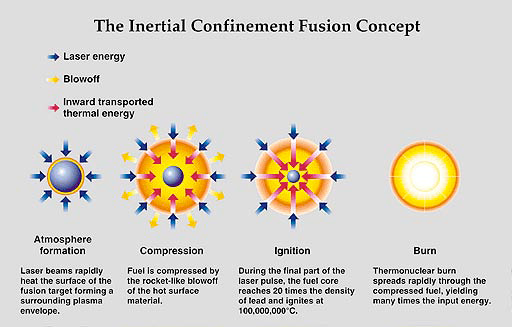 The Inertial Confinement Fusion Concept
Laser energy
Blowoff
Inward transported
thermal energy
Atmosphere
formation
Laser beams rapidly
heat the surface of the
fusion target forming a
surrounding plasma
envelope.
Compression
Fuel is compressed by
the rocket-like blowoff
of the hot surface
material.
Ignition
During the final part of the
laser pulse, the fuel core
reaches 20 times the density
of lead and ignites at
100,000,000°C.
Burn
Thermonuclear burn
spreads rapidly through the
compressed fuel, yielding
many times the input energy.